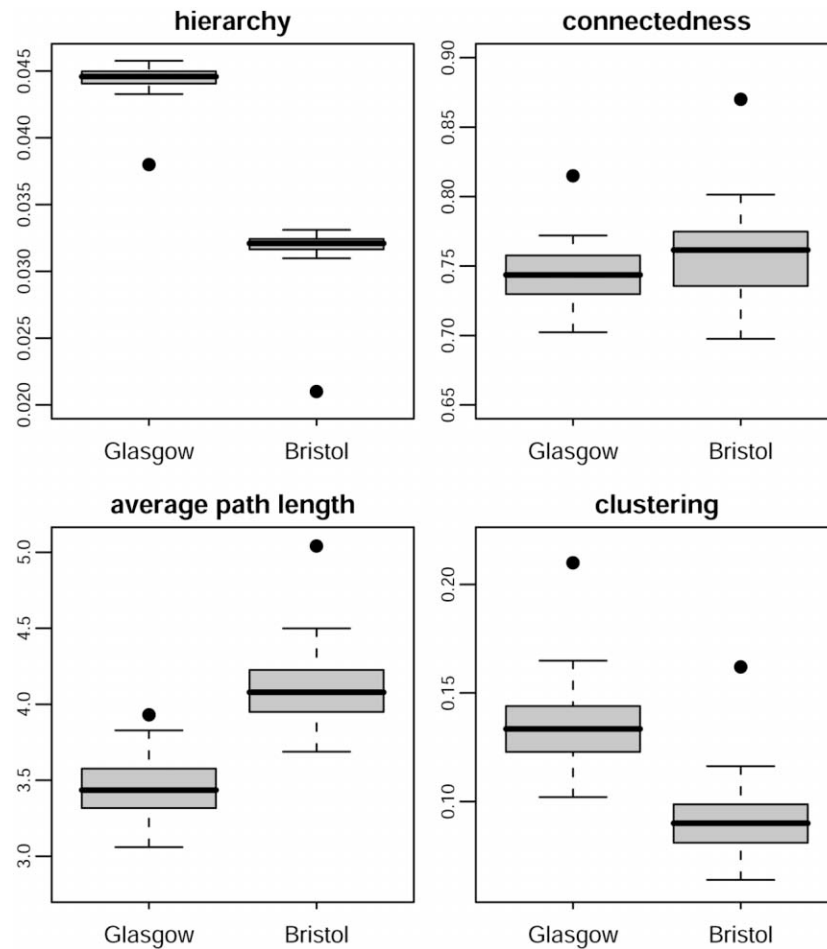 hierarchy
0.045
0.040
0.035
0.030
0.025
0.020
Glasgow Bristol
connectedness
0.90
0.85
0.80
0.75
0.70
0.65
Glasgow Bristol
average path length
5.0
4.5
4.0
3.5
3.0
Glasgow Bristol
clustering
0.20
0.15
0.10
Glasgow Bristol